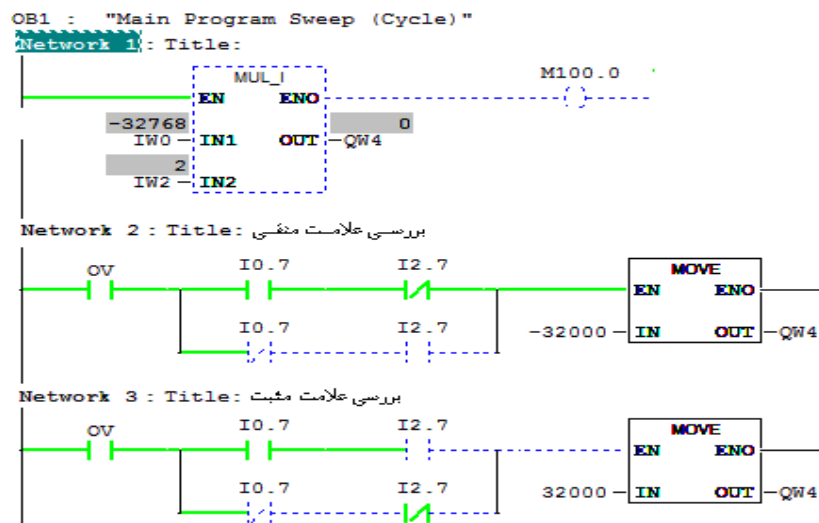 OB1 : "Main Program Sweep (Cycle)"
Network 1: Title:
MUL_I
M100.0
EN ENO
-32768 0
IW0 IN1 OUT QW4
2
IW2 IN2
Network 2 : Title: بررسی علامت منفی
OV I0.7 I2.7 MOVE
EN ENO
I0.7 I2.7
-32000 IN OUT QW4
Network 3 : Title: بررسی علامت مثبت
OV I0.7 I2.7 MOVE
EN ENO
I0.7 I2.7
32000 IN OUT QW4